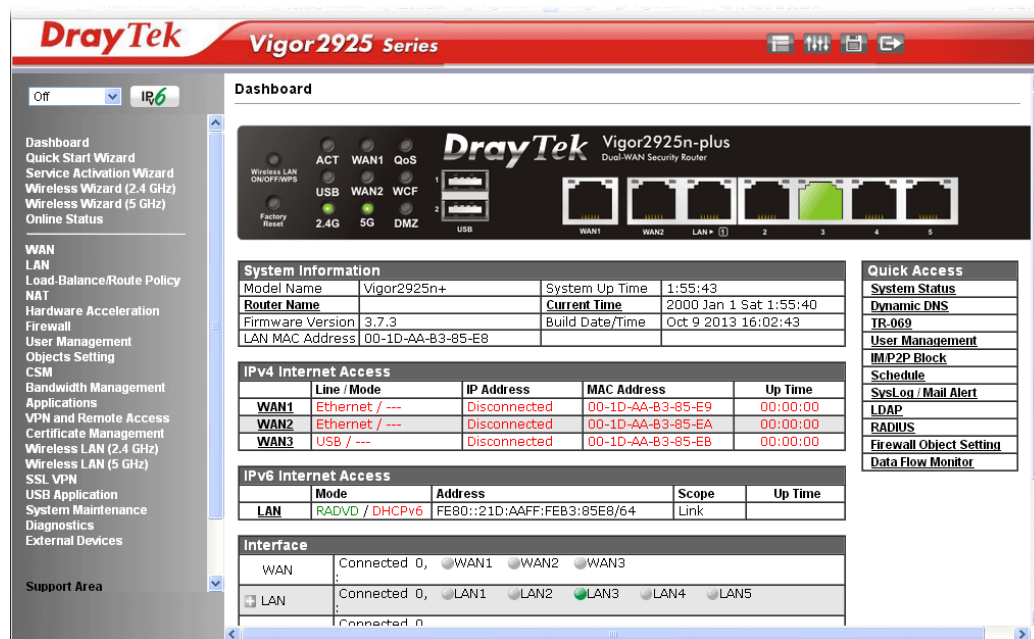 DrayTek
Vigor2925 Series
Off
IPv6
Dashboard
Quick Start Wizard
Service Activation Wizard
Wireless Wizard (2.4 GHz)
Wireless Wizard (5 GHz)
Online Status
WAN
LAN
Load-Balance/Route Policy
NAT
Hardware Acceleration
Firewall
User Management
Objects Setting
CSM
Bandwidth Management
Applications
VPN and Remote Access
Certificate Management
Wireless LAN (2.4 GHz)
Wireless LAN (5 GHz)
SSL VPN
USB Application
System Maintenance
Diagnostics
External Devices
Support Area
Dashboard
DrayTek Vigor2925n-plus
Dual-WAN Security Router
Wireless LAN
ON/OFF/WPS
ACT WAN1 QoS
USB WAN2 WCF
Factory
Reset
2.4G 5G DMZ
1
2
USB
WAN1 WAN2 LAN▸ 1 2 3 4 5
System Information
Model Name Vigor2925n+ System Up Time 1:55:43
Router Name Current Time 2000 Jan 1 Sat 1:55:40
Firmware Version 3.7.3 Build Date/Time Oct 9 2013 16:02:43
LAN MAC Address 00-1D-AA-B3-85-E8
IPv4 Internet Access
Line / Mode IP Address MAC Address Up Time
WAN1 Ethernet / --- Disconnected 00-1D-AA-B3-85-E9 00:00:00
WAN2 Ethernet / --- Disconnected 00-1D-AA-B3-85-EA 00:00:00
WAN3 USB / --- Disconnected 00-1D-AA-B3-85-EB 00:00:00
IPv6 Internet Access
Mode Address Scope Up Time
LAN RADVD / DHCPv6 FE80::21D:AAFF:FEB3:85E8/64 Link
Interface
WAN Connected 0, WAN1 WAN2 WAN3
:
LAN Connected 0, LAN1 LAN2 LAN3 LAN4 LAN5
:
Connected 0
Quick Access
System Status
Dynamic DNS
TR-069
User Management
IM/P2P Block
Schedule
SysLog / Mail Alert
LDAP
RADIUS
Firewall Object Setting
Data Flow Monitor